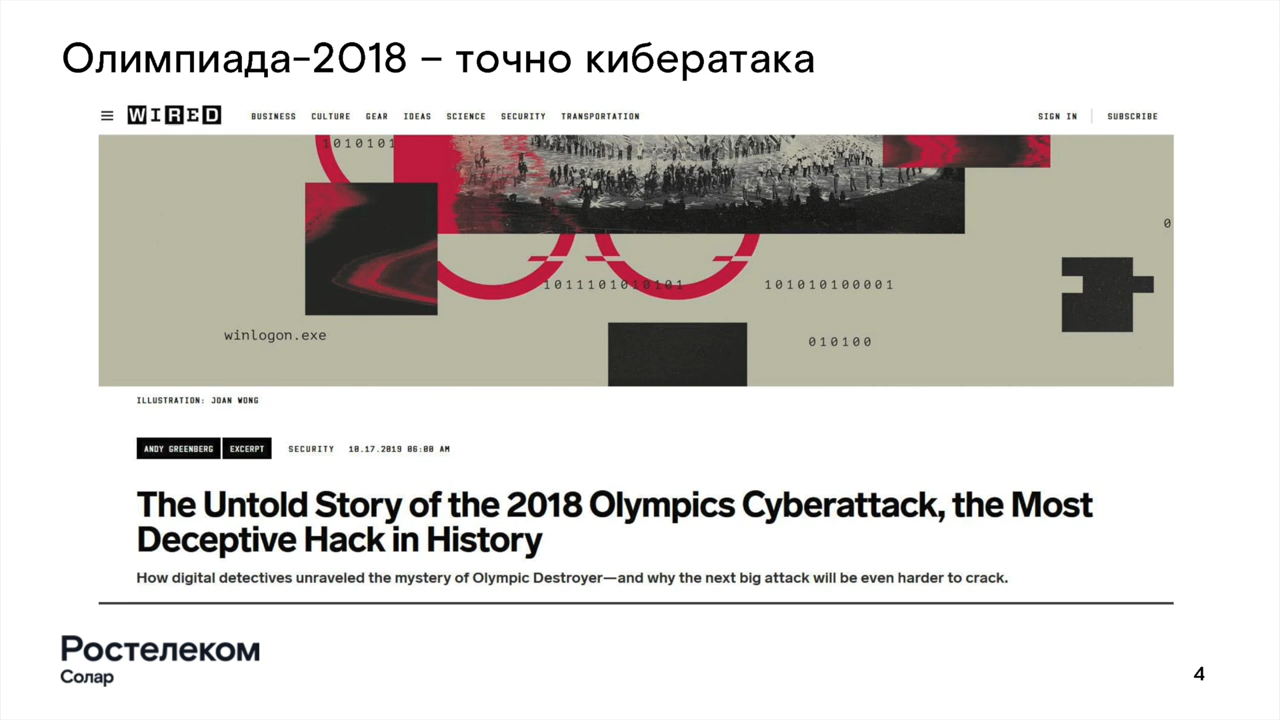 Олимпиада-2018 – точно кибератака
WIRED BUSINESS CULTURE GEAR IDEAS SCIENCE SECURITY TRANSPORTATION SIGN IN SUBSCRIBE
1010101
0
1011101010101 101010100001
winlogon.exe
010100
ILLUSTRATION: JOAN WONG
ANDY GREENBERG EXCERPT SECURITY 10.17.2019 06:00 AM
The Untold Story of the 2018 Olympics Cyberattack, the Most
Deceptive Hack in History
How digital detectives unraveled the mystery of Olympic Destroyer—and why the next big attack will be even harder to crack.
Ростелеком
Солар
4